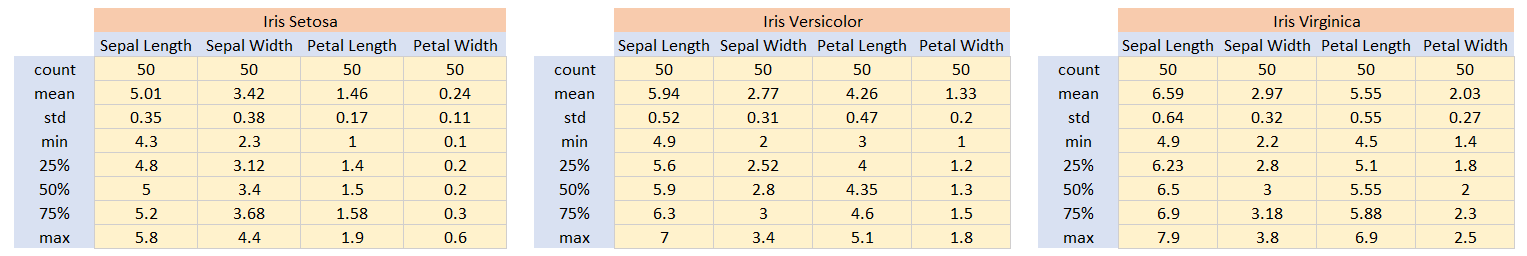 Iris Setosa Iris Versicolor Iris Virginica
Sepal Length Sepal Width Petal Length Petal Width Sepal Length Sepal Width Petal Length Petal Width Sepal Length Sepal Width Petal Length Petal Width
count 50 50 50 50 count 50 50 50 50 count 50 50 50 50
mean 5.01 3.42 1.46 0.24 mean 5.94 2.77 4.26 1.33 mean 6.59 2.97 5.55 2.03
std 0.35 0.38 0.17 0.11 std 0.52 0.31 0.47 0.2 std 0.64 0.32 0.55 0.27
min 4.3 2.3 1 0.1 min 4.9 2 3 1 min 4.9 2.2 4.5 1.4
25% 4.8 3.12 1.4 0.2 25% 5.6 2.52 4 1.2 25% 6.23 2.8 5.1 1.8
50% 5 3.4 1.5 0.2 50% 5.9 2.8 4.35 1.3 50% 6.5 3 5.55 2
75% 5.2 3.68 1.58 0.3 75% 6.3 3 4.6 1.5 75% 6.9 3.18 5.88 2.3
max 5.8 4.4 1.9 0.6 max 7 3.4 5.1 1.8 max 7.9 3.8 6.9 2.5